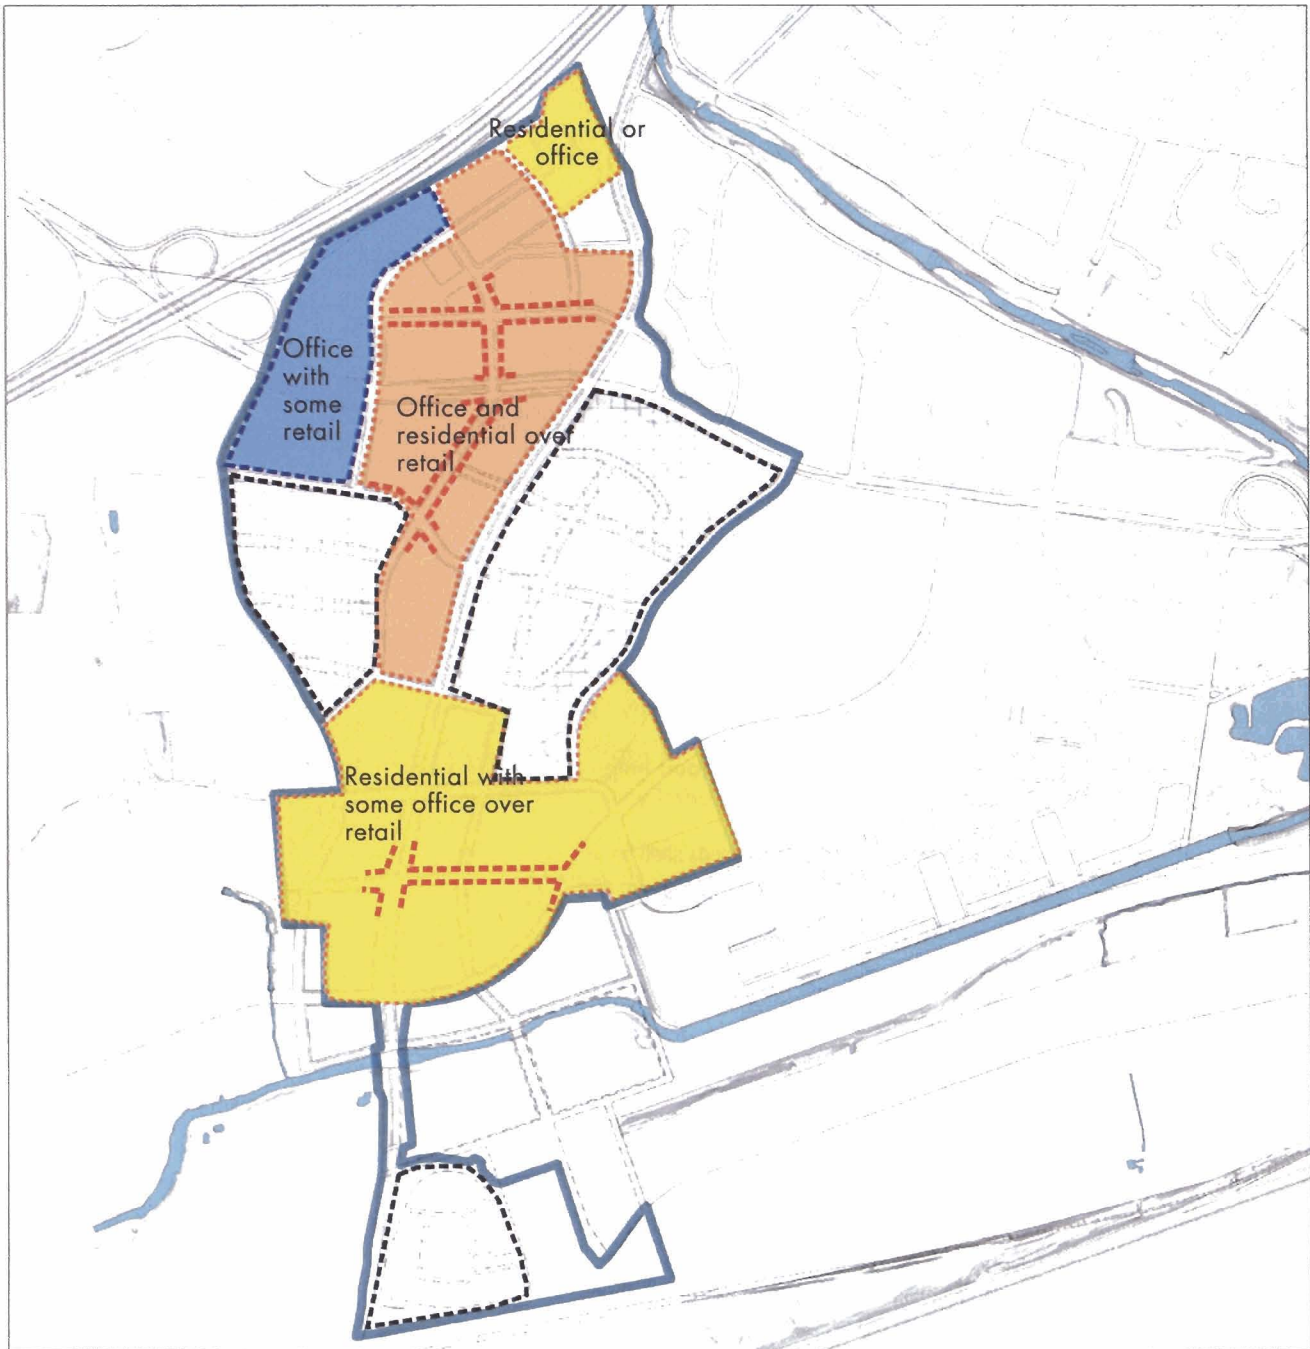 Residential or
office
Office
with
some
retail
Office and
residential over
retail
Residential with
some office over
retail